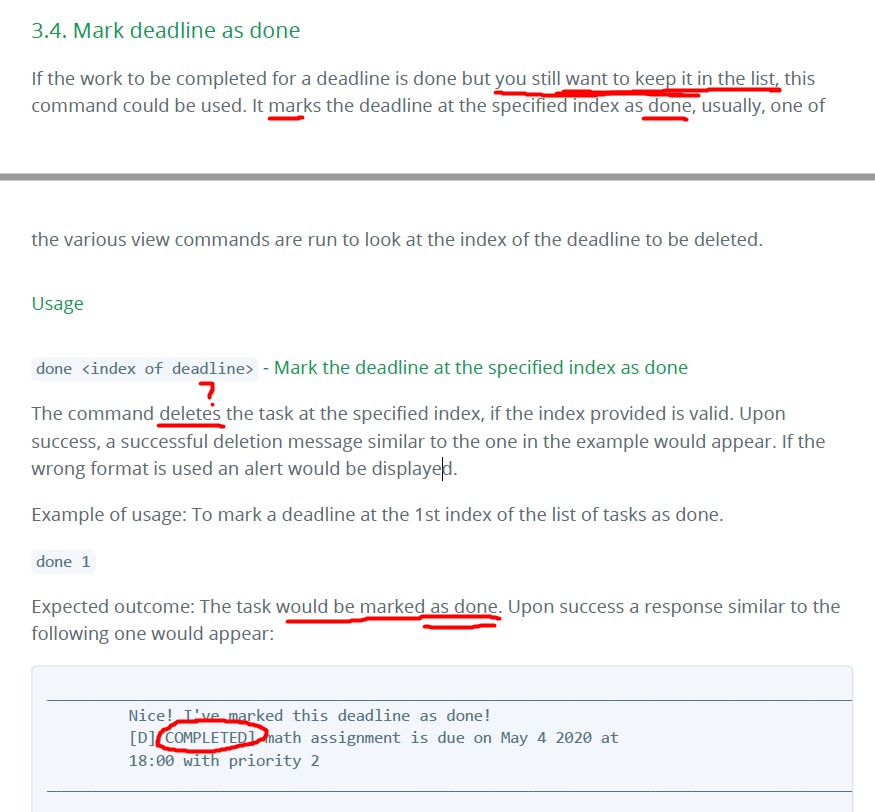 3.4. Mark deadline as done
If the work to be completed for a deadline is done but you still want to keep it in the list, this
command could be used. It marks the deadline at the specified index as done, usually, one of
the various view commands are run to look at the index of the deadline to be deleted.
Usage
done <index of deadline> - Mark the deadline at the specified index as done
?
The command deletes the task at the specified index, if the index provided is valid. Upon
success, a successful deletion message similar to the one in the example would appear. If the
wrong format is used an alert would be displayed.
Example of usage: To mark a deadline at the 1st index of the list of tasks as done.
done 1
Expected outcome: The task would be marked as done. Upon success a response similar to the
following one would appear:
Nice! I've marked this deadline as done!
[D][COMPLETED] math assignment is due on May 4 2020 at
18:00 with priority 2